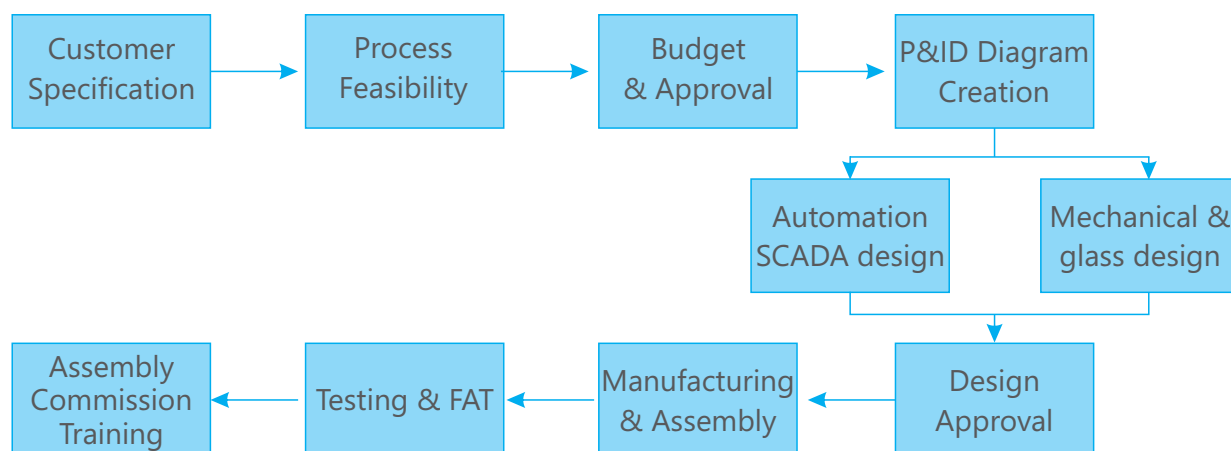 Customer
Specification
Process
Feasibility
Budget
& Approval
P&ID Diagram
Creation
Automation
SCADA design
Mechanical &
glass design
Design
Approval
Manufacturing
& Assembly
Testing & FAT
Assembly
Commission
Training